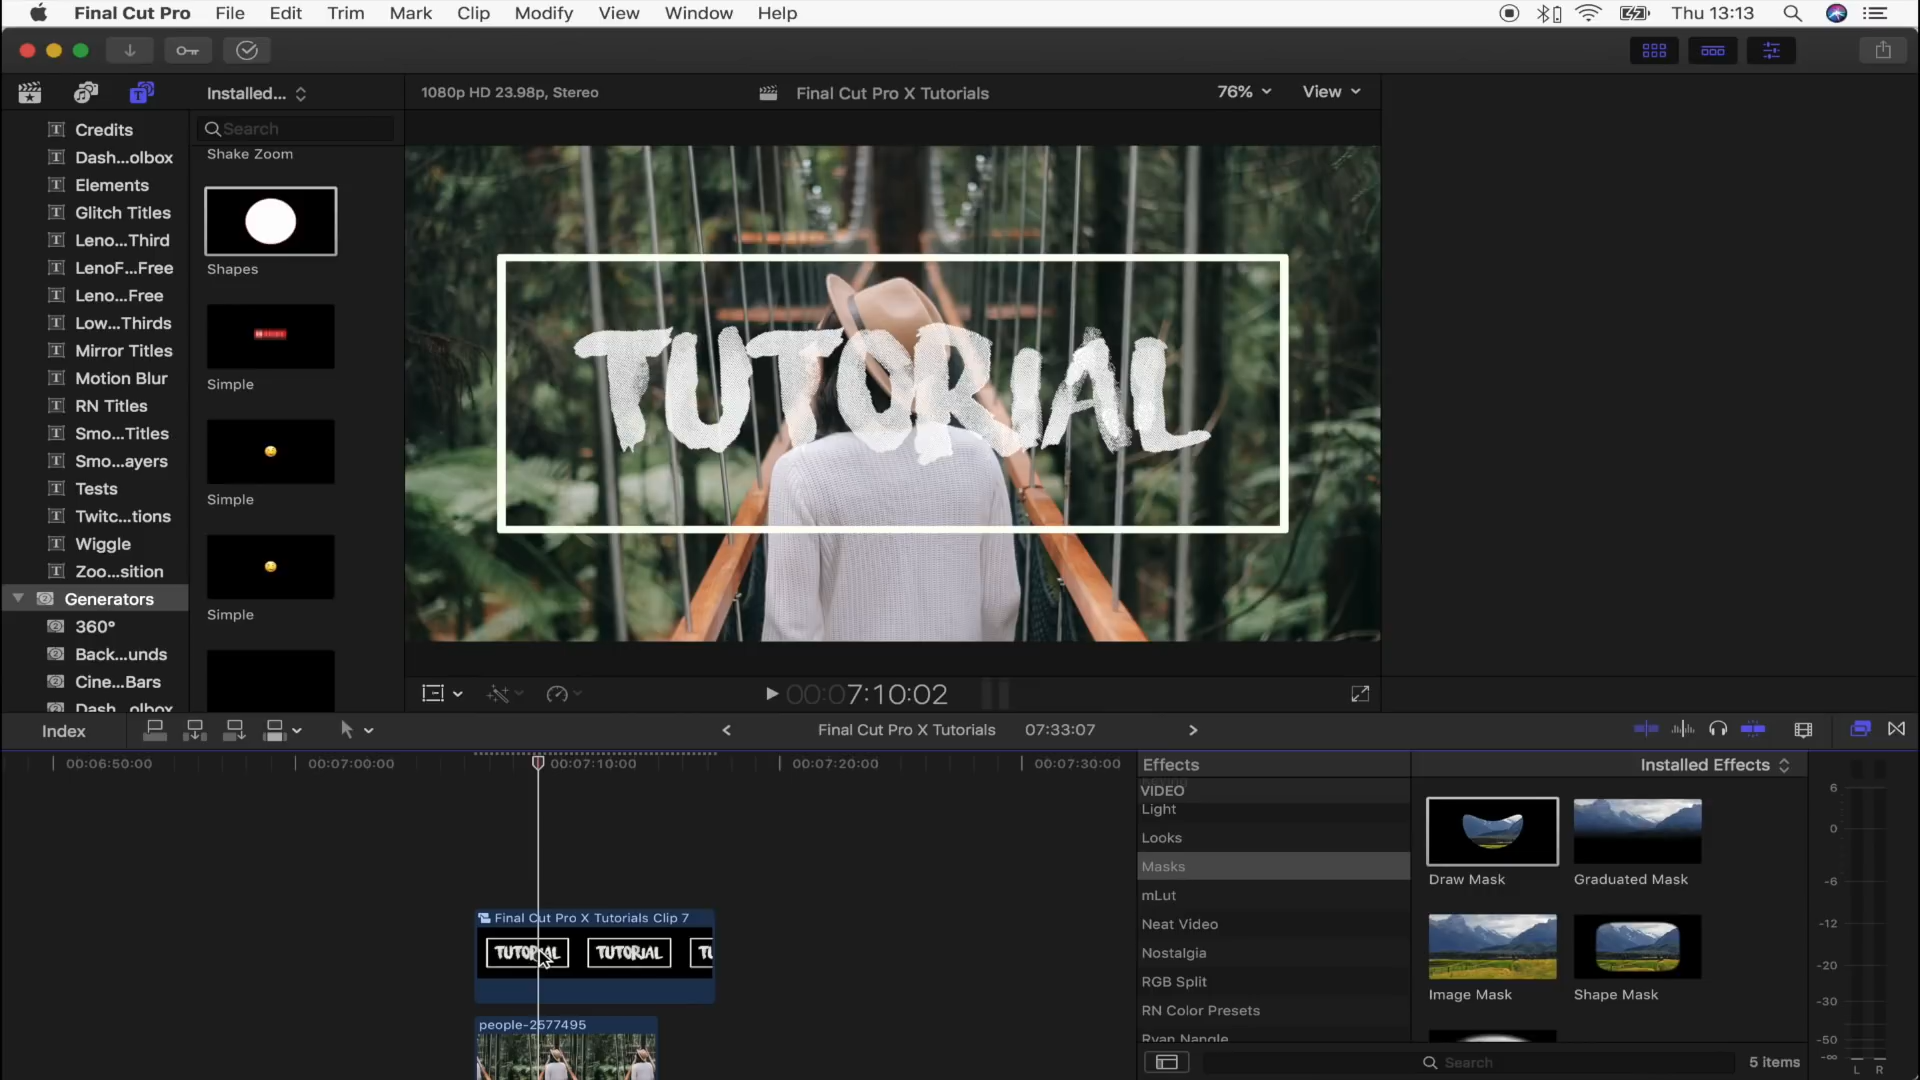 Final Cut Pro File Edit Trim Mark Clip Modify View Window Help Thu 13:13
Installed... 1080p HD 23.98p, Stereo Final Cut Pro X Tutorials 76% View
Search
Credits
Dash...olbox
Elements
Glitch Titles
Leno...Third
LenoF...Free
Leno...Free
Low...Thirds
Mirror Titles
Motion Blur
RN Titles
Smo...Titles
Smo...ayers
Tests
Twitc...tions
Wiggle
Zoo...sition
Generators
360°
Back...unds
Cine...Bars
Dash...olbox
Shake Zoom
Shapes
Simple
Simple
Simple
TUTORIAL
00:07:10:02
Index
Final Cut Pro X Tutorials 07:33:07
00:06:50:00 00:07:00:00 00:07:10:00 00:07:20:00 00:07:30:00
Final Cut Pro X Tutorials Clip 7
TUTORIAL TUTORIAL TU
people-2577495
Effects
VIDEO
Light
Looks
Masks
mLut
Neat Video
Nostalgia
RGB Split
RN Color Presets
Ryan Nangle
Installed Effects
Draw Mask Graduated Mask
Image Mask Shape Mask
Search 5 items
6
0
-6
-12
-20
-30
-50
-∞
L R